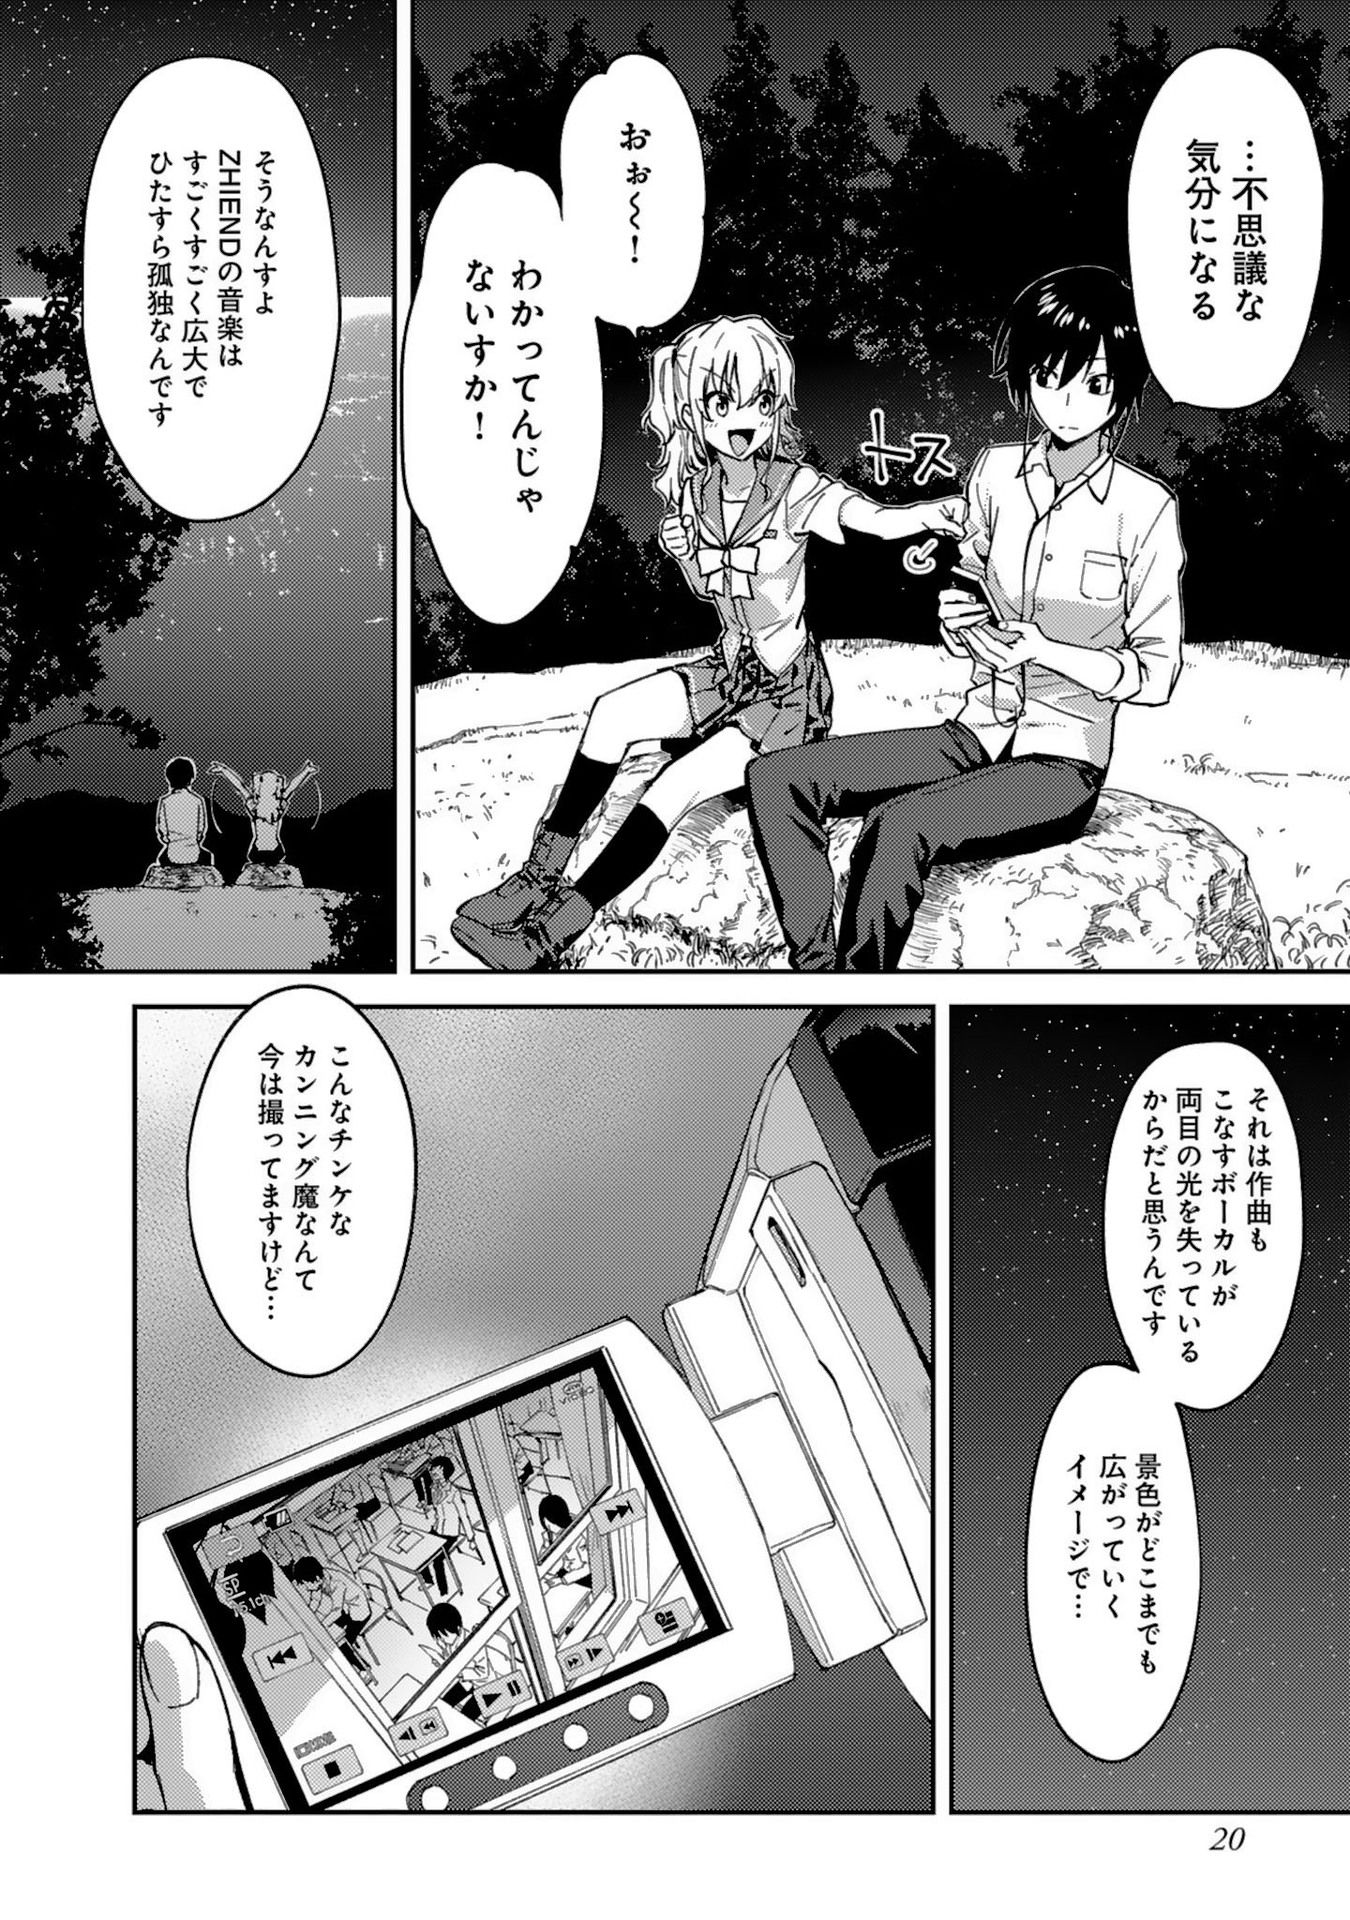 …不思議な
気分になる
おぉ〜！
わかってんじゃ
ないすか！
トス
そうなんすよ
ZHIENDの音楽は
すごくすごく広大で
ひたすら孤独なんです
それは作曲も
こなすボーカルが
両目の光を失っている
からだと思うんです
景色がどこまでも
広がっていく
イメージで…
こんなチンケな
カンニング魔なんて
今は撮ってますけど…
SP
5.1ch
20